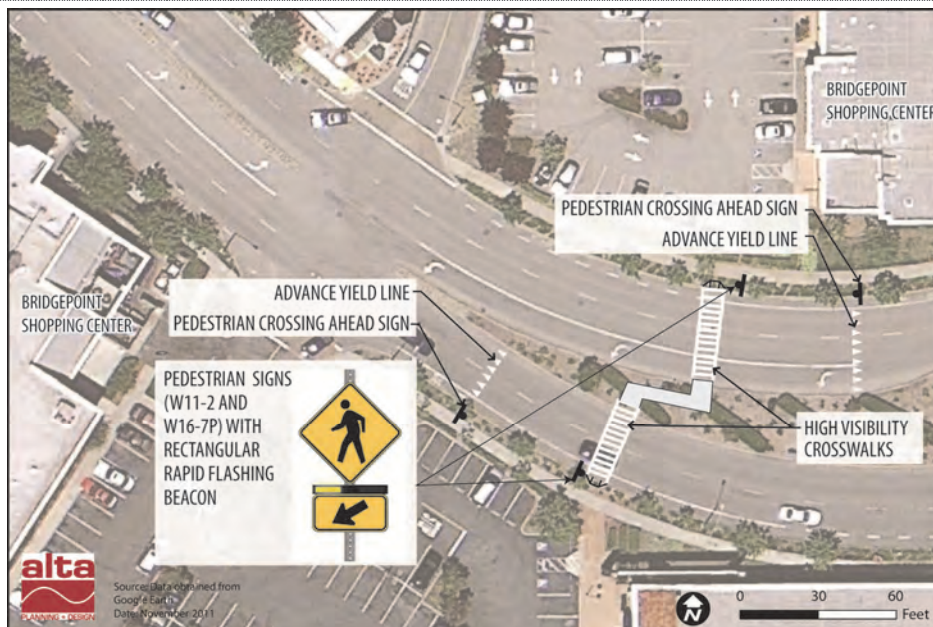 BRIDGEPOINT
SHOPPING CENTER
PEDESTRIAN CROSSING AHEAD SIGN
ADVANCE YIELD LINE
ADVANCE YIELD LINE
PEDESTRIAN CROSSING AHEAD SIGN
BRIDGEPOINT
SHOPPING CENTER
PEDESTRIAN SIGNS
(W11-2 AND
W16-7P) WITH
RECTANGULAR
RAPID FLASHING
BEACON
HIGH VISIBILITY
CROSSWALKS
alta
PLANNING + DESIGN
Source: Data obtained from
Google Earth
Date: November 2011
N
0 30 60
Feet